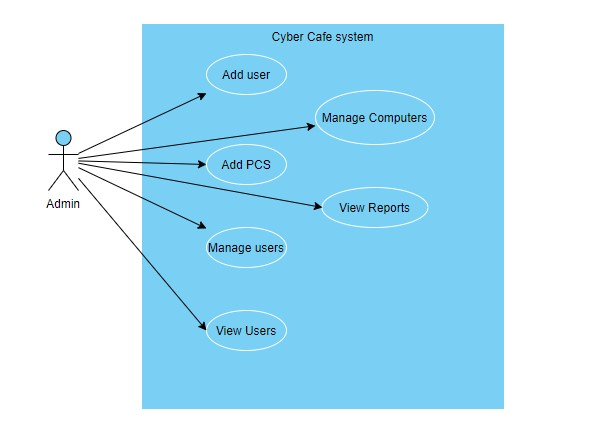 Cyber Cafe system
Add user
Manage Computers
Add PCS
Admin
View Reports
Manage users
View Users